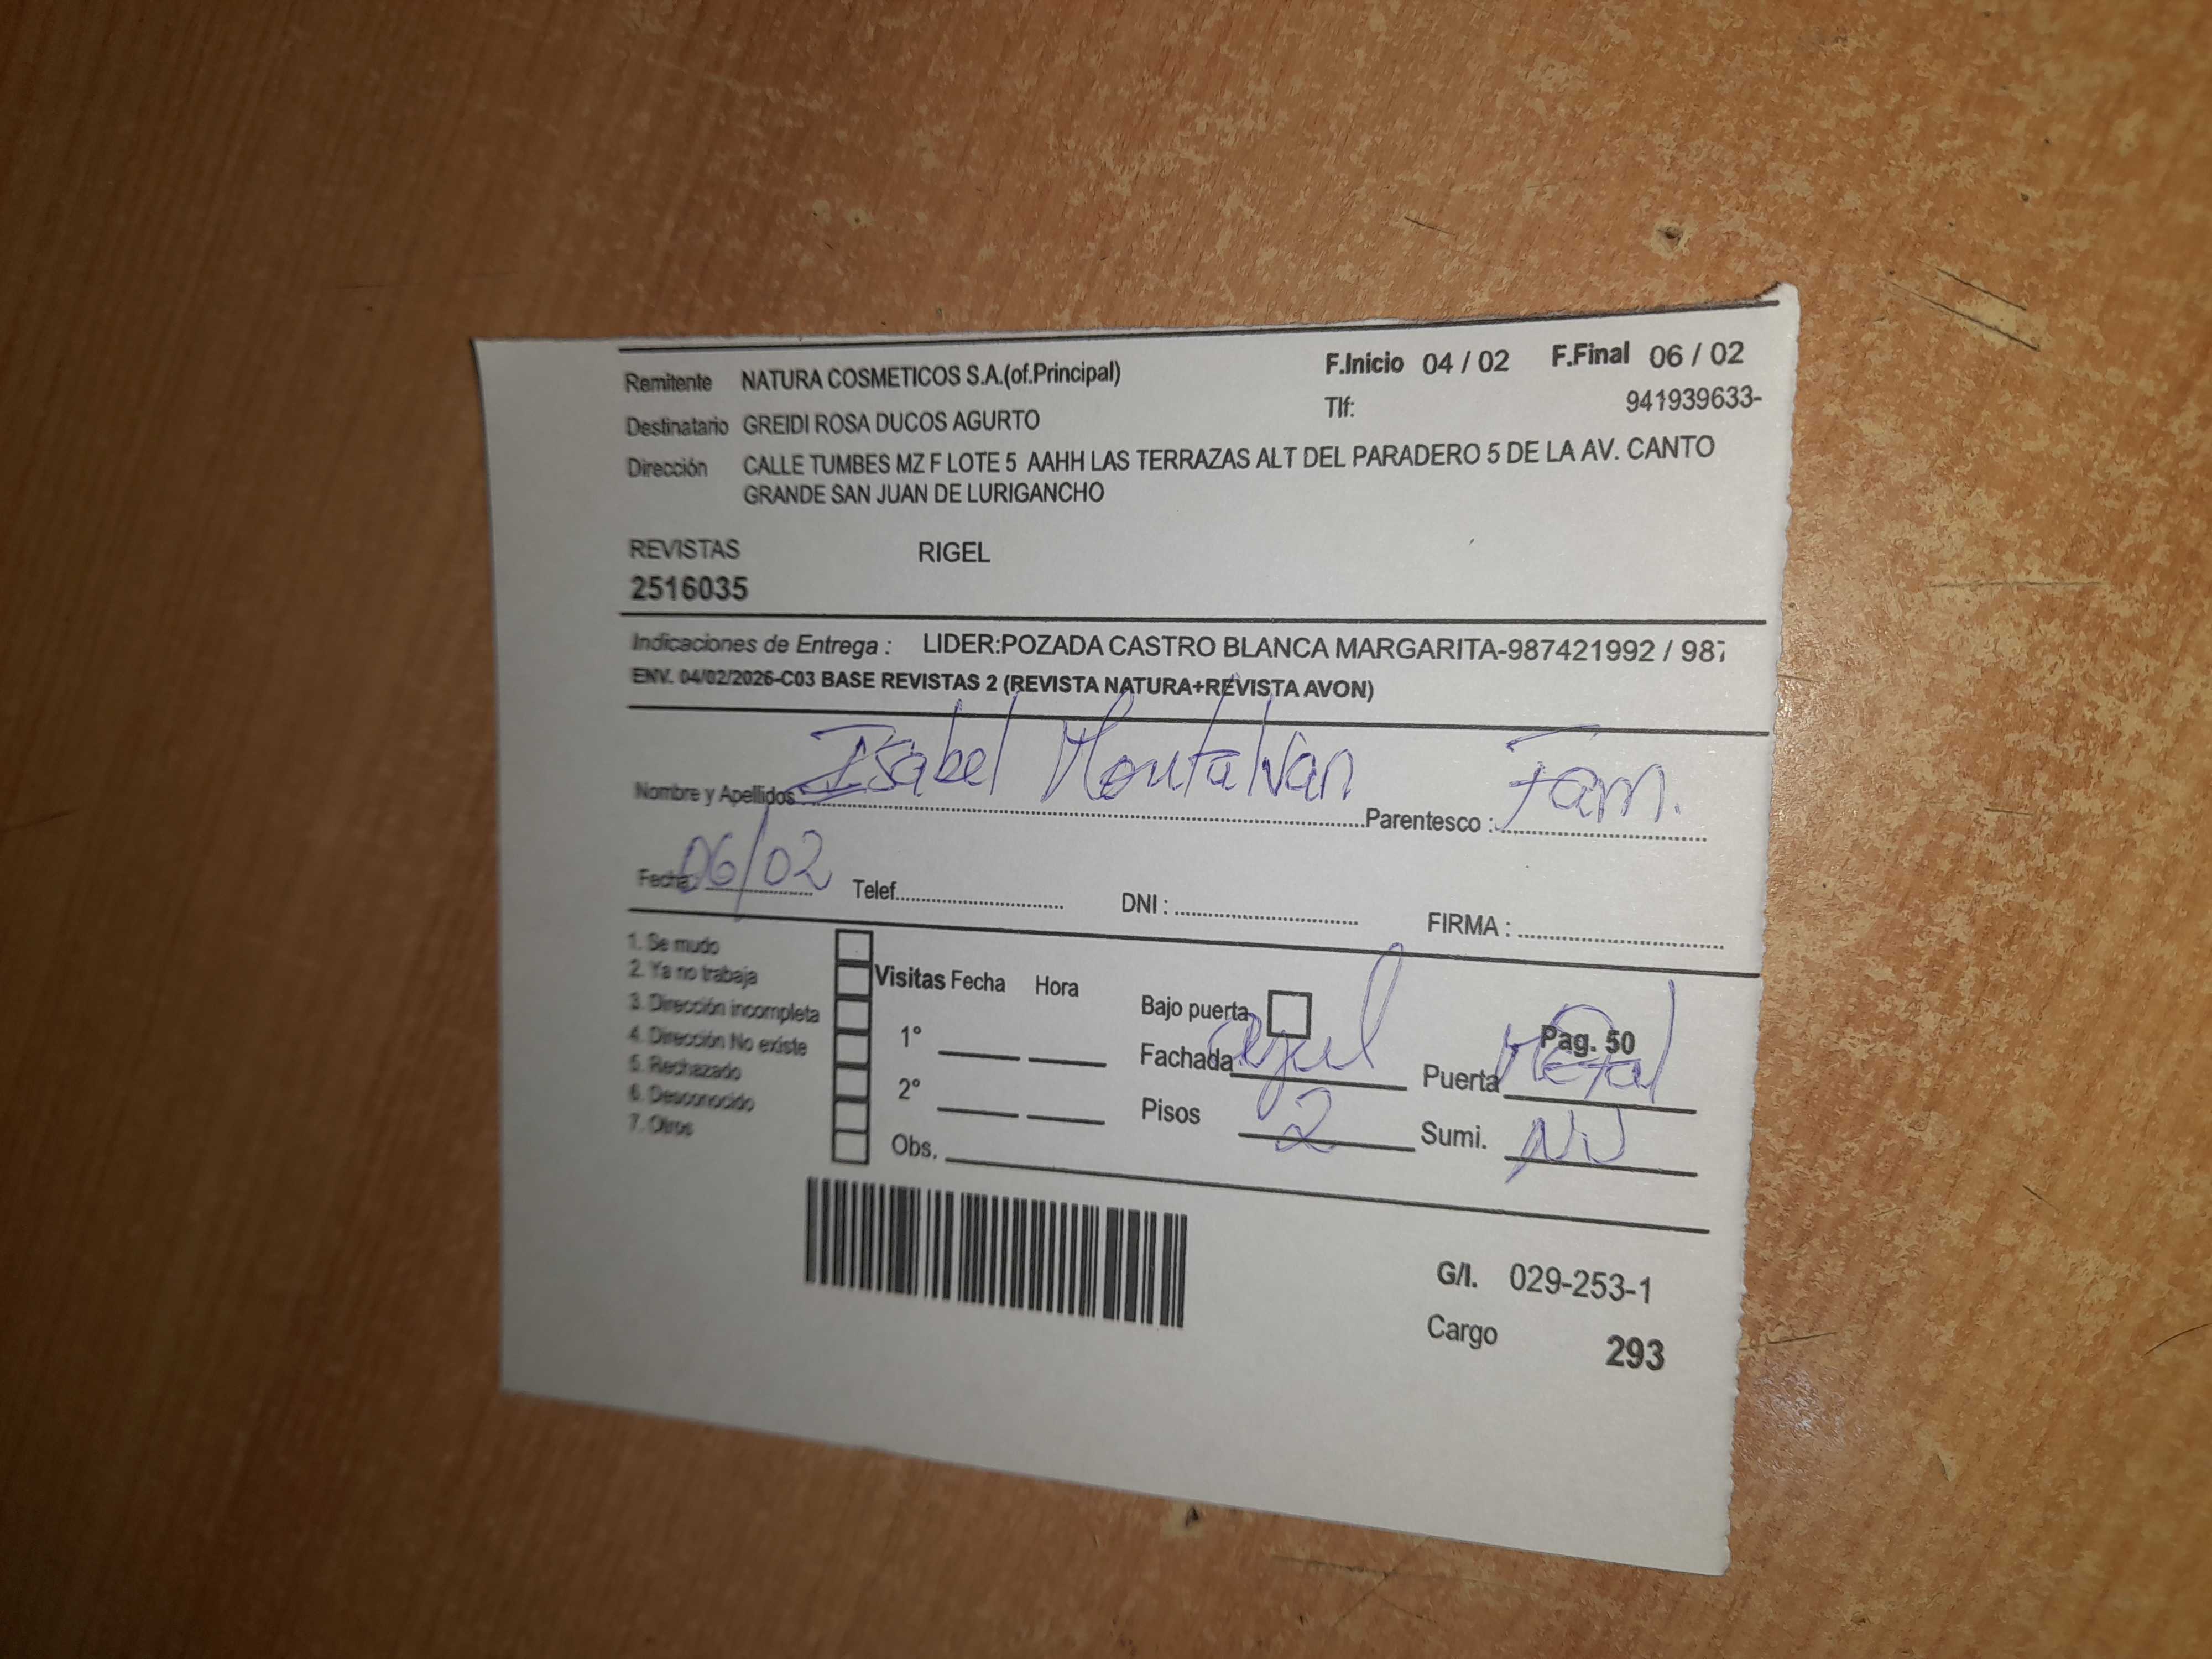 Remitente NATURA COSMETICOS S.A.(of.Principal) F.Inicio 04 / 02 F.Final 06 / 02
Destinatario GREIDI ROSA DUCOS AGURTO Tlf: 941939633-
Dirección CALLE TUMBES MZ F LOTE 5 AAHH LAS TERRAZAS ALT DEL PARADERO 5 DE LA AV. CANTO
GRANDE SAN JUAN DE LURIGANCHO
REVISTAS RIGEL
2516035
Indicaciones de Entrega : LIDER:POZADA CASTRO BLANCA MARGARITA-987421992 / 987
ENV. 04/02/2026-C03 BASE REVISTAS 2 (REVISTA NATURA+REVISTA AVON)
Nombre y Apellidos Isabel Montalvan Parentesco : Fam.
Fecha: 06/02 Telef. DNI : FIRMA :
1. Se mudo
2. Ya no trabaja
3. Dirección incompleta
4. Dirección No existe
5. Rechazado
6. Desconocido
7. Otros
Visitas Fecha Hora
1°
2°
Obs.
Bajo puerta Pag. 50
Fachada azul Puerta Metal
Pisos 2 Sumi.
G/I. 029-253-1
Cargo 293